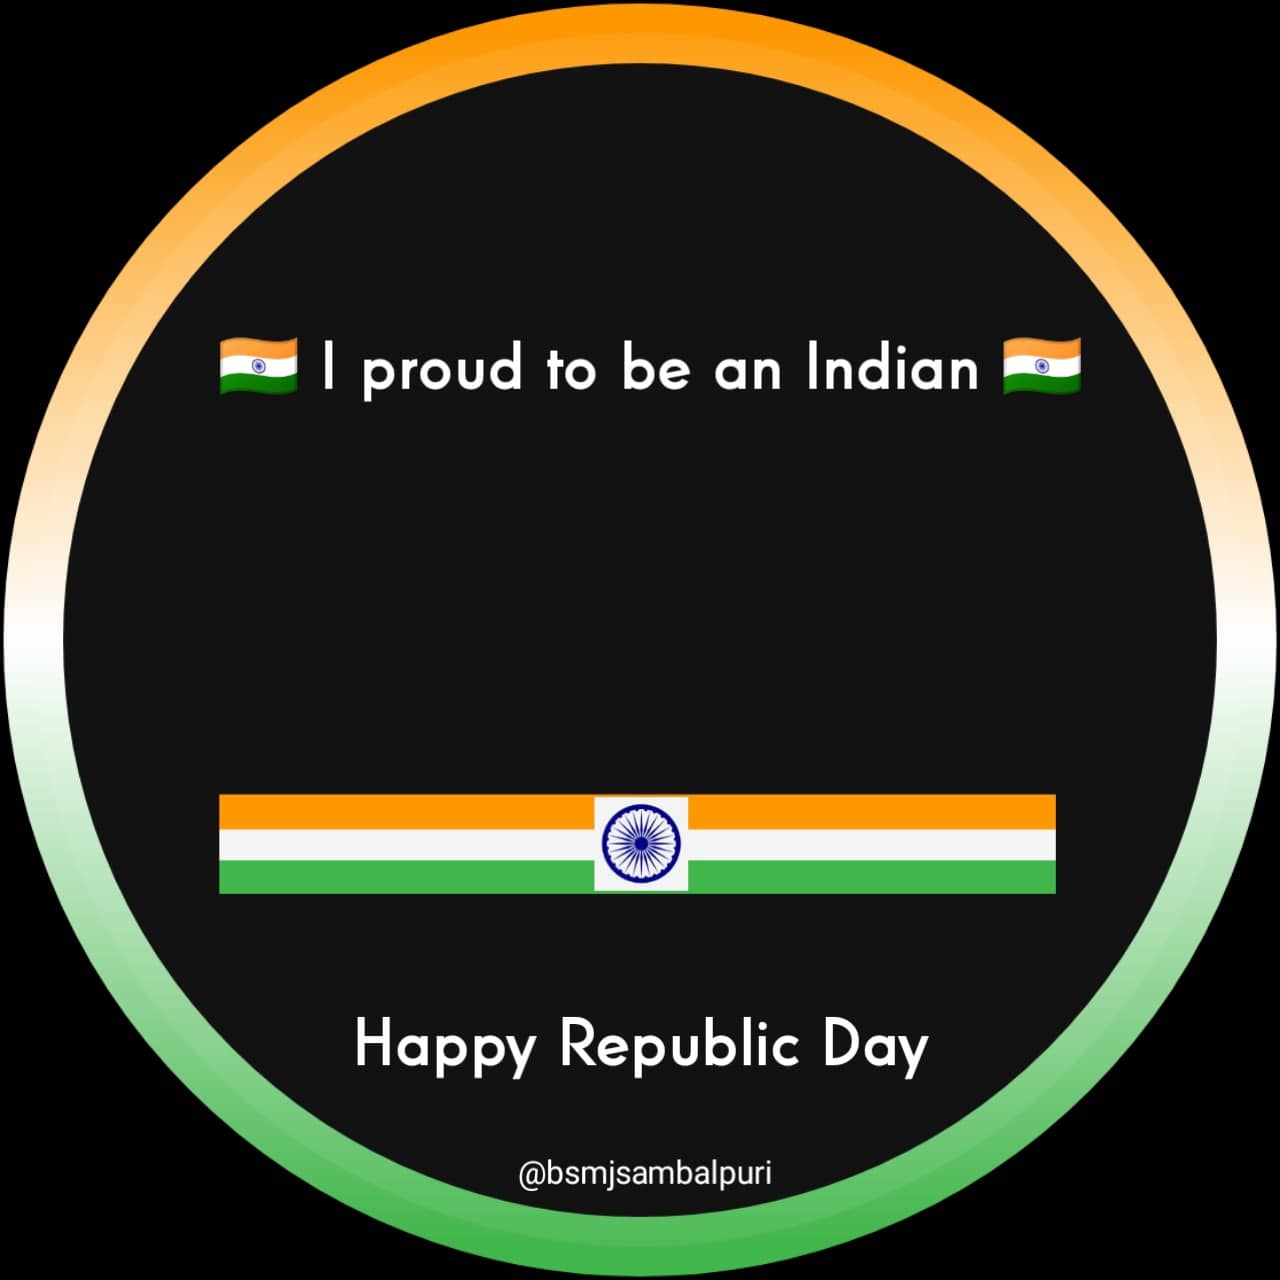 🇮🇳 I proud to be an Indian 🇮🇳
Happy Republic Day
@bsmjsambalpuri